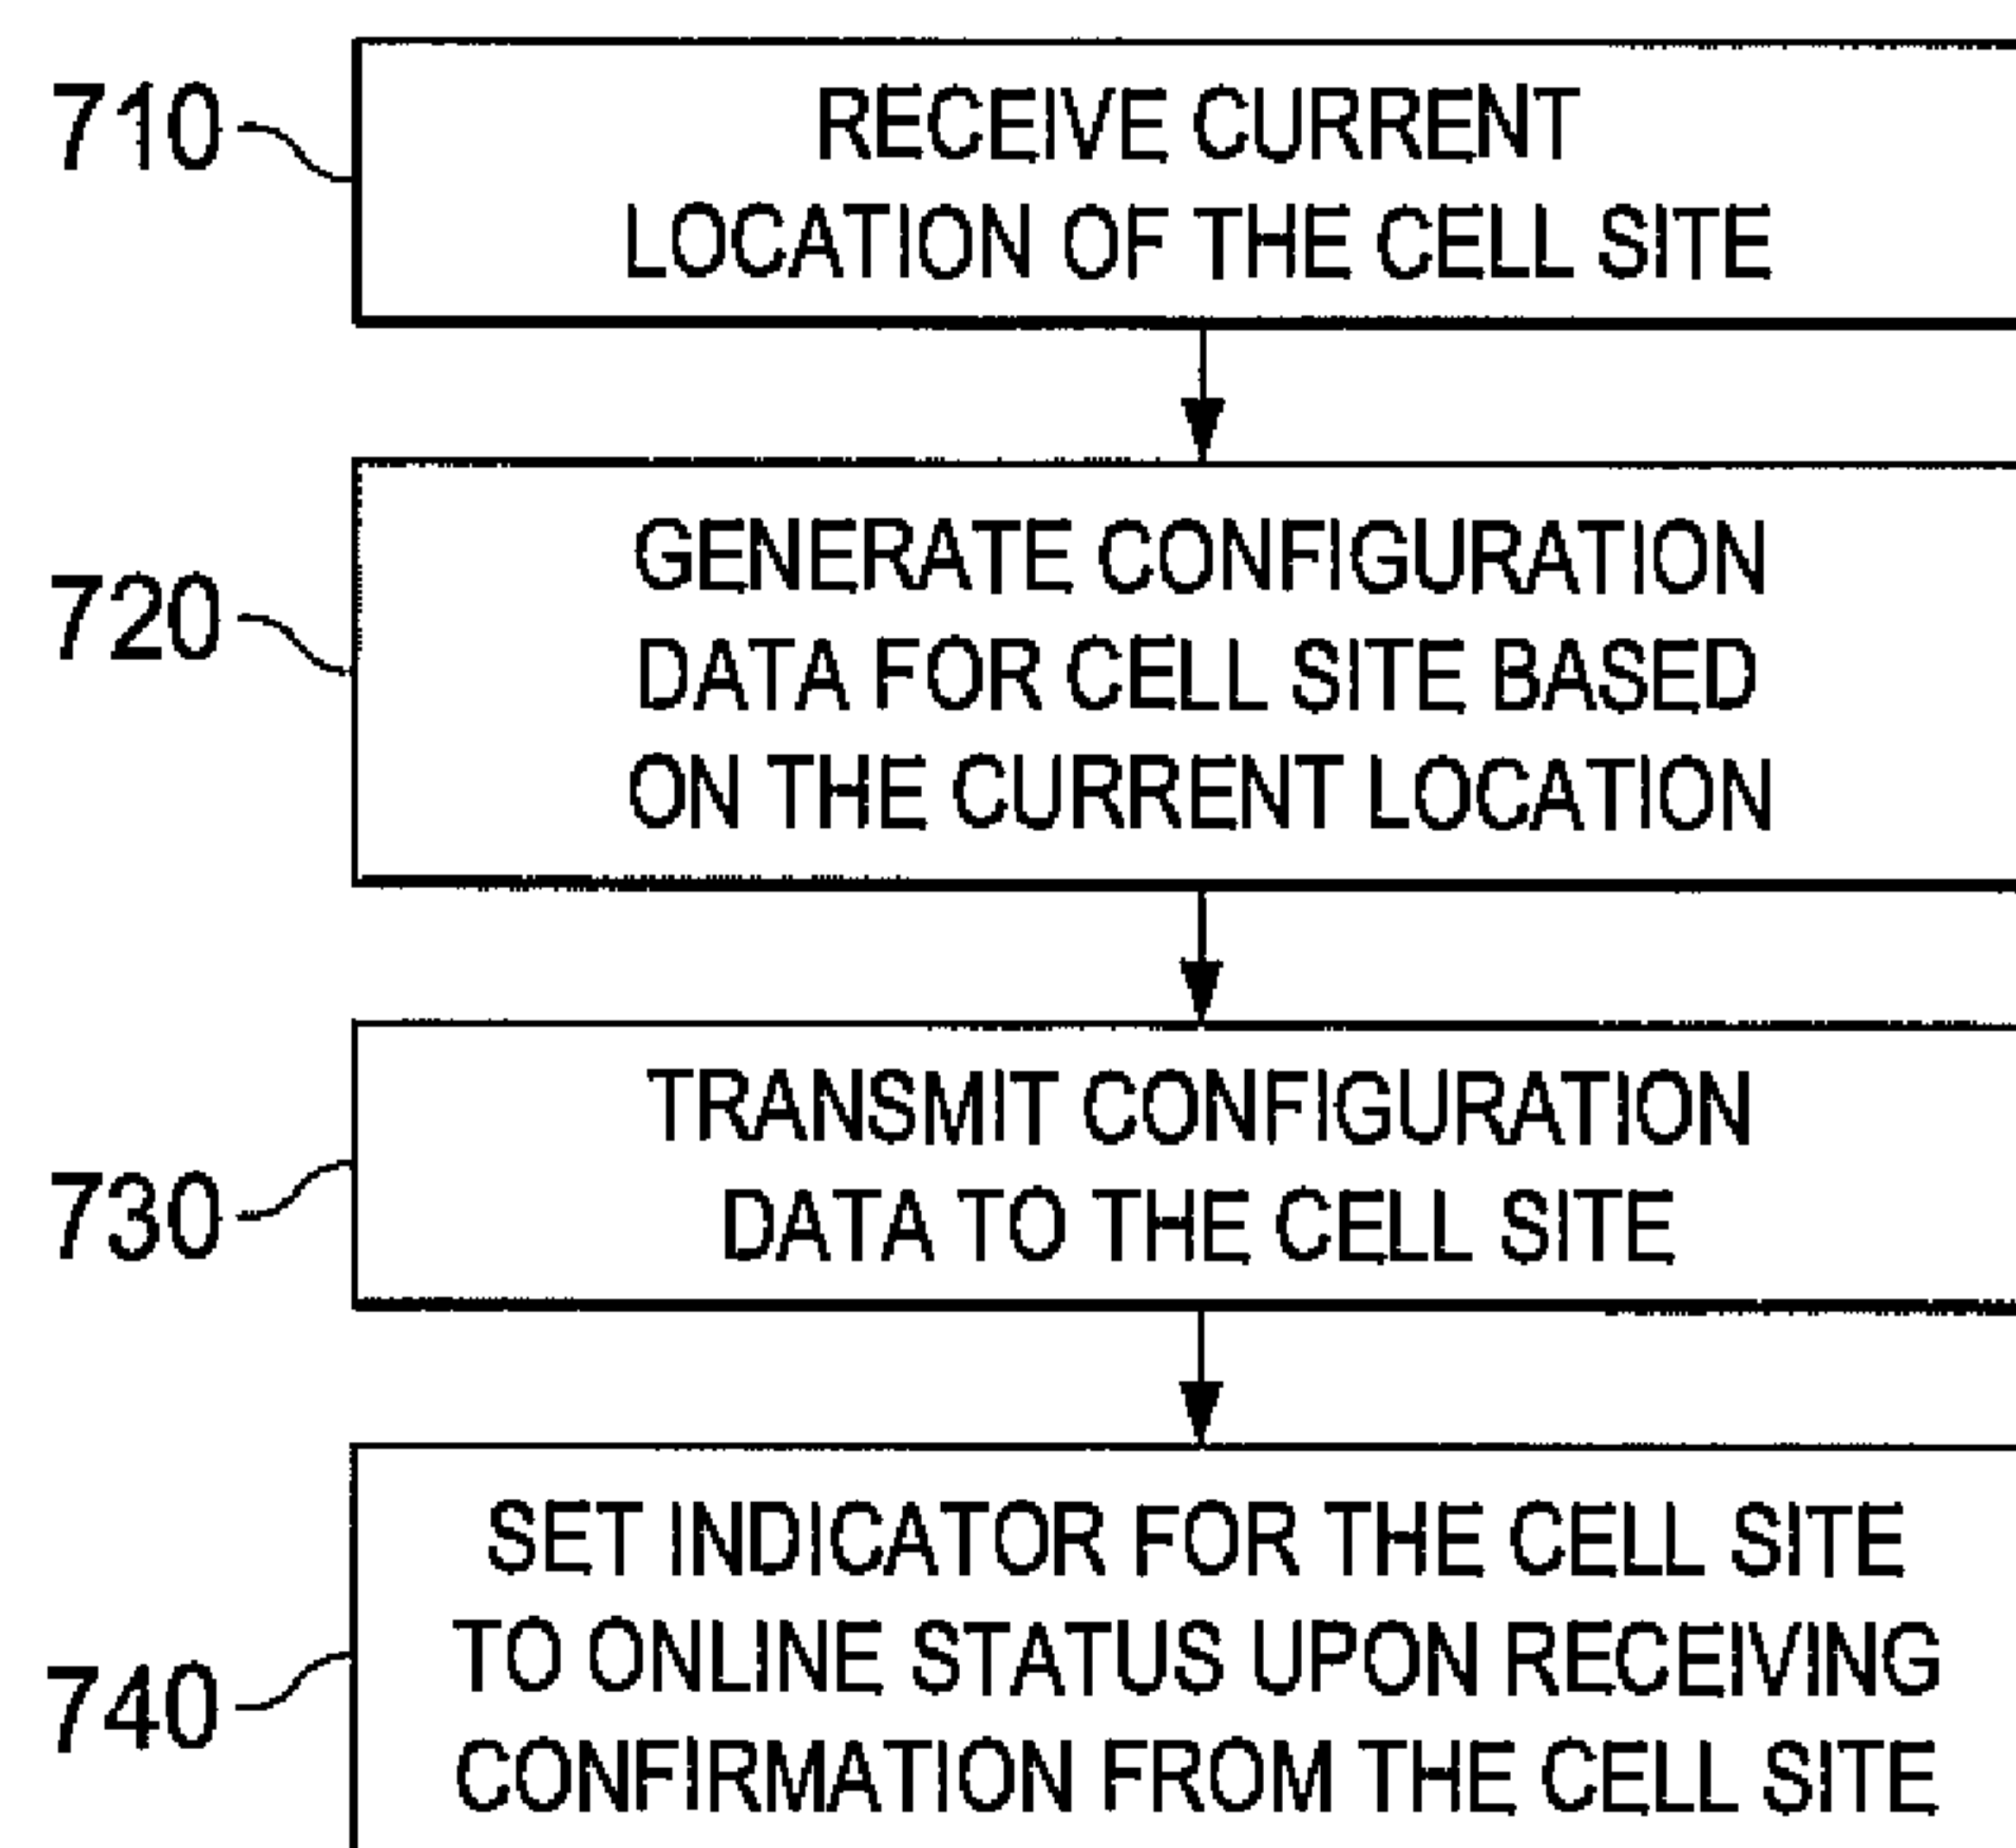 710
RECEIVE CURRENT
LOCATION OF THE CELL SITE
720
GENERATE CONFIGURATION
DATA FOR CELL SITE BASED
ON THE CURRENT LOCATION
730
TRANSMIT CONFIGURATION
DATA TO THE CELL SITE
740
SET INDICATOR FOR THE CELL SITE
TO ONLINE STATUS UPON RECEIVING
CONFIRMATION FROM THE CELL SITE